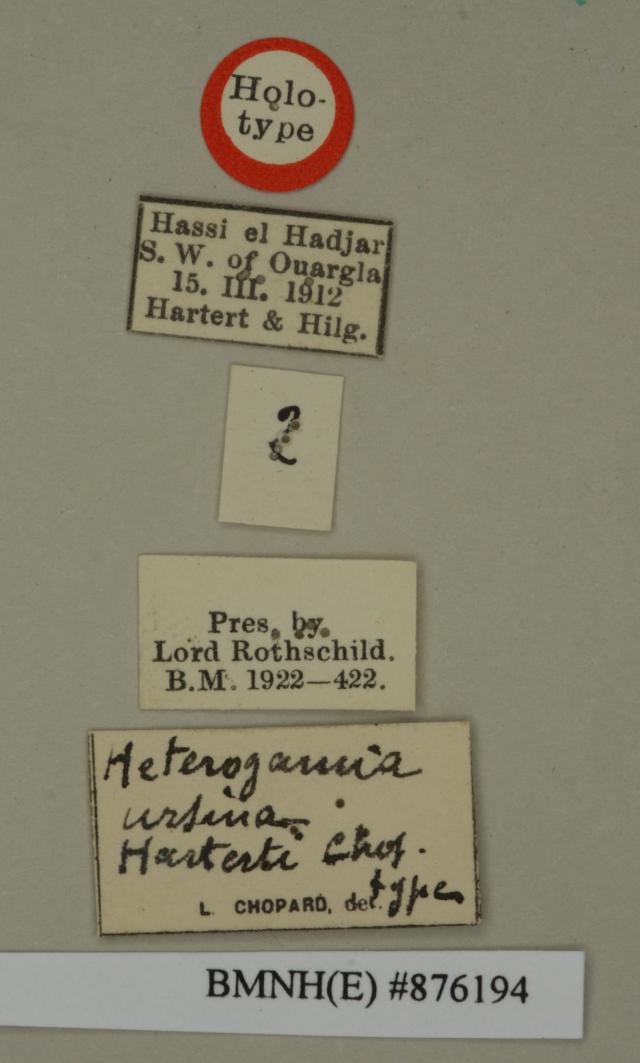 Holo-
type
Hassi el Hadjar
S. W. of Ouargla
15. III. 1912
Hartert & Hilg.
2
Pres. by
Lord Rothschild.
B.M. 1922—422.
Heterogamia
ursina
Harterti Chop.
type
L. CHOPARD, det.
BMNH(E) #876194